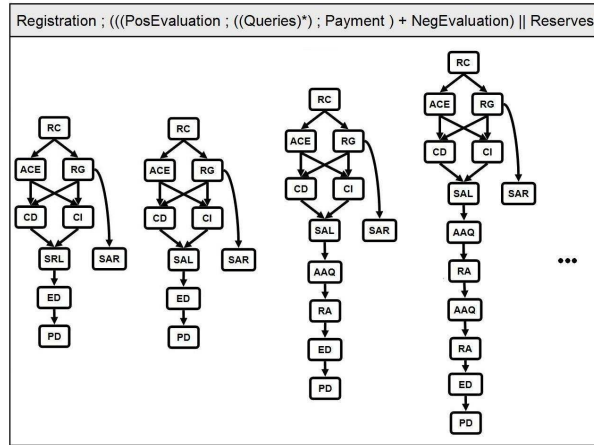 Registration ; (((PosEvaluation ; ((Queries)*) ; Payment ) + NegEvaluation) || Reserves
RC
ACE RG
CD CI
SRL SAR
ED
PD
RC
ACE RG
CD CI
SAL SAR
ED
PD
RC
ACE RG
CD CI
SAL SAR
AAQ
RA
ED
PD
RC
ACE RG
CD CI
SAL SAR
AAQ
RA
AAQ
RA
ED
PD
•••